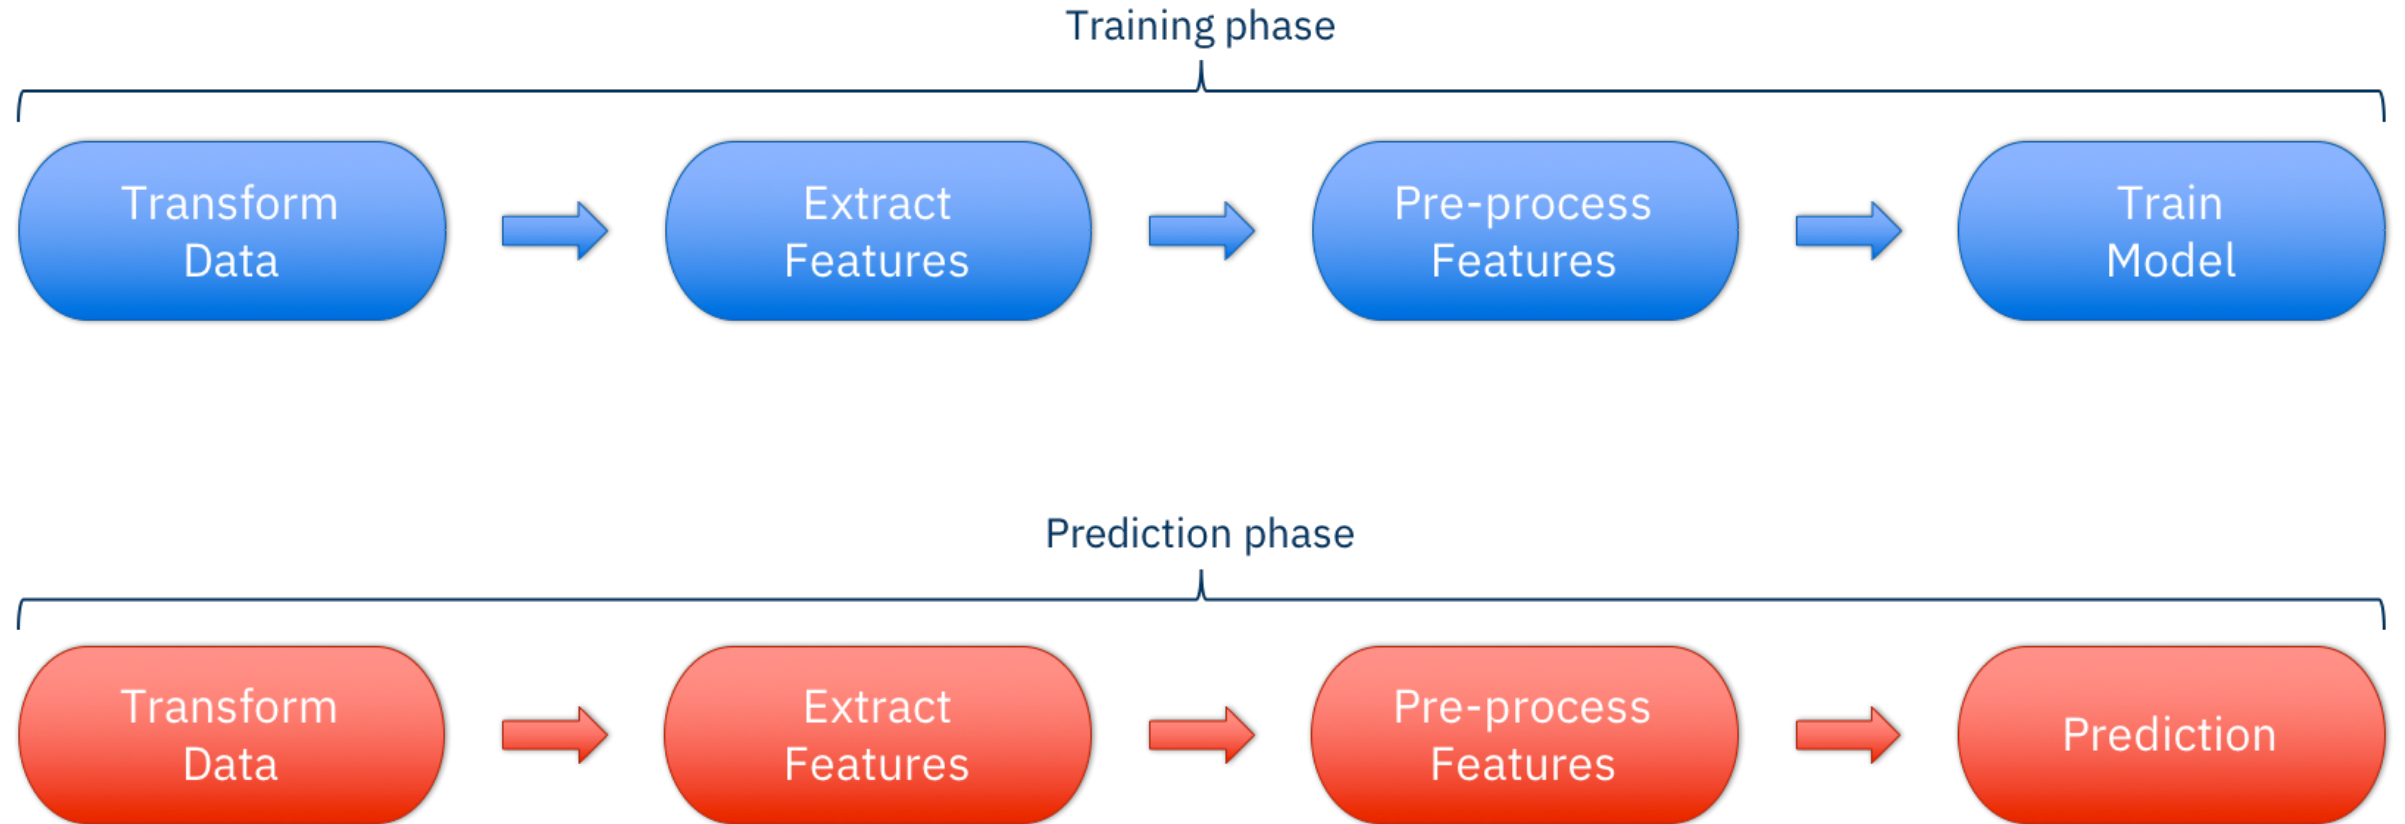 Training phase
Transform
Data
Extract
Features
Pre-process
Features
Train
Model
Prediction phase
Transform
Data
Extract
Features
Pre-process
Features
Prediction